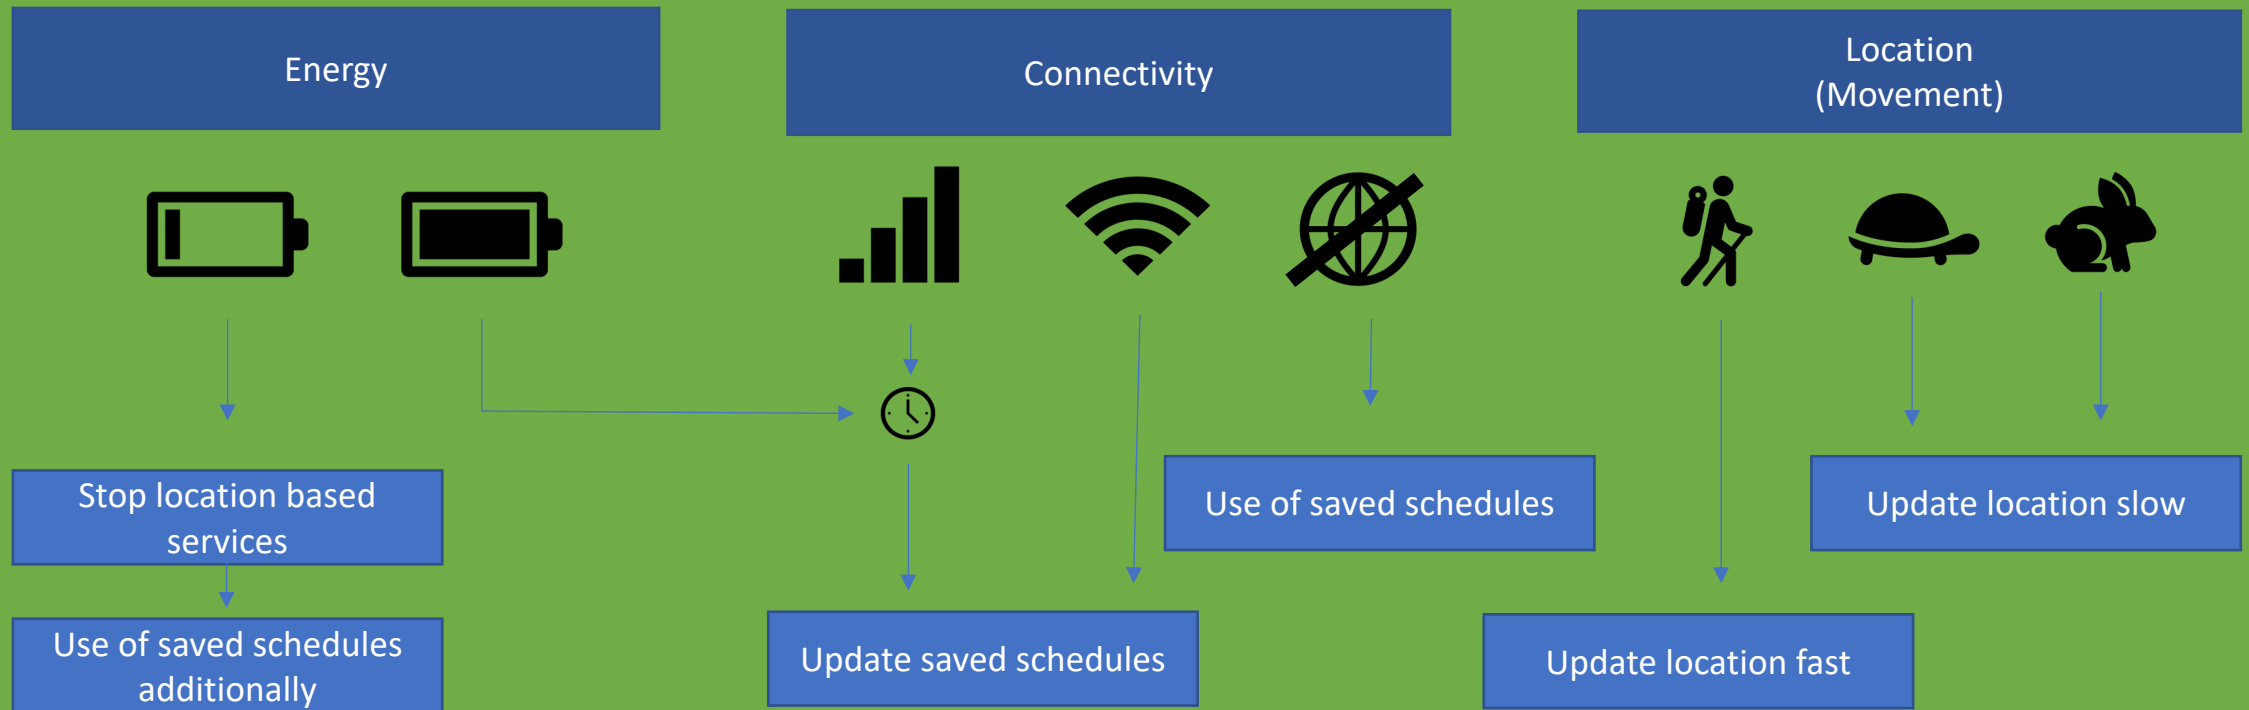 Energy
Connectivity
Location
(Movement)
Stop location based
services
Use of saved schedules
additionally
Update saved schedules
Use of saved schedules
Update location fast
Update location slow